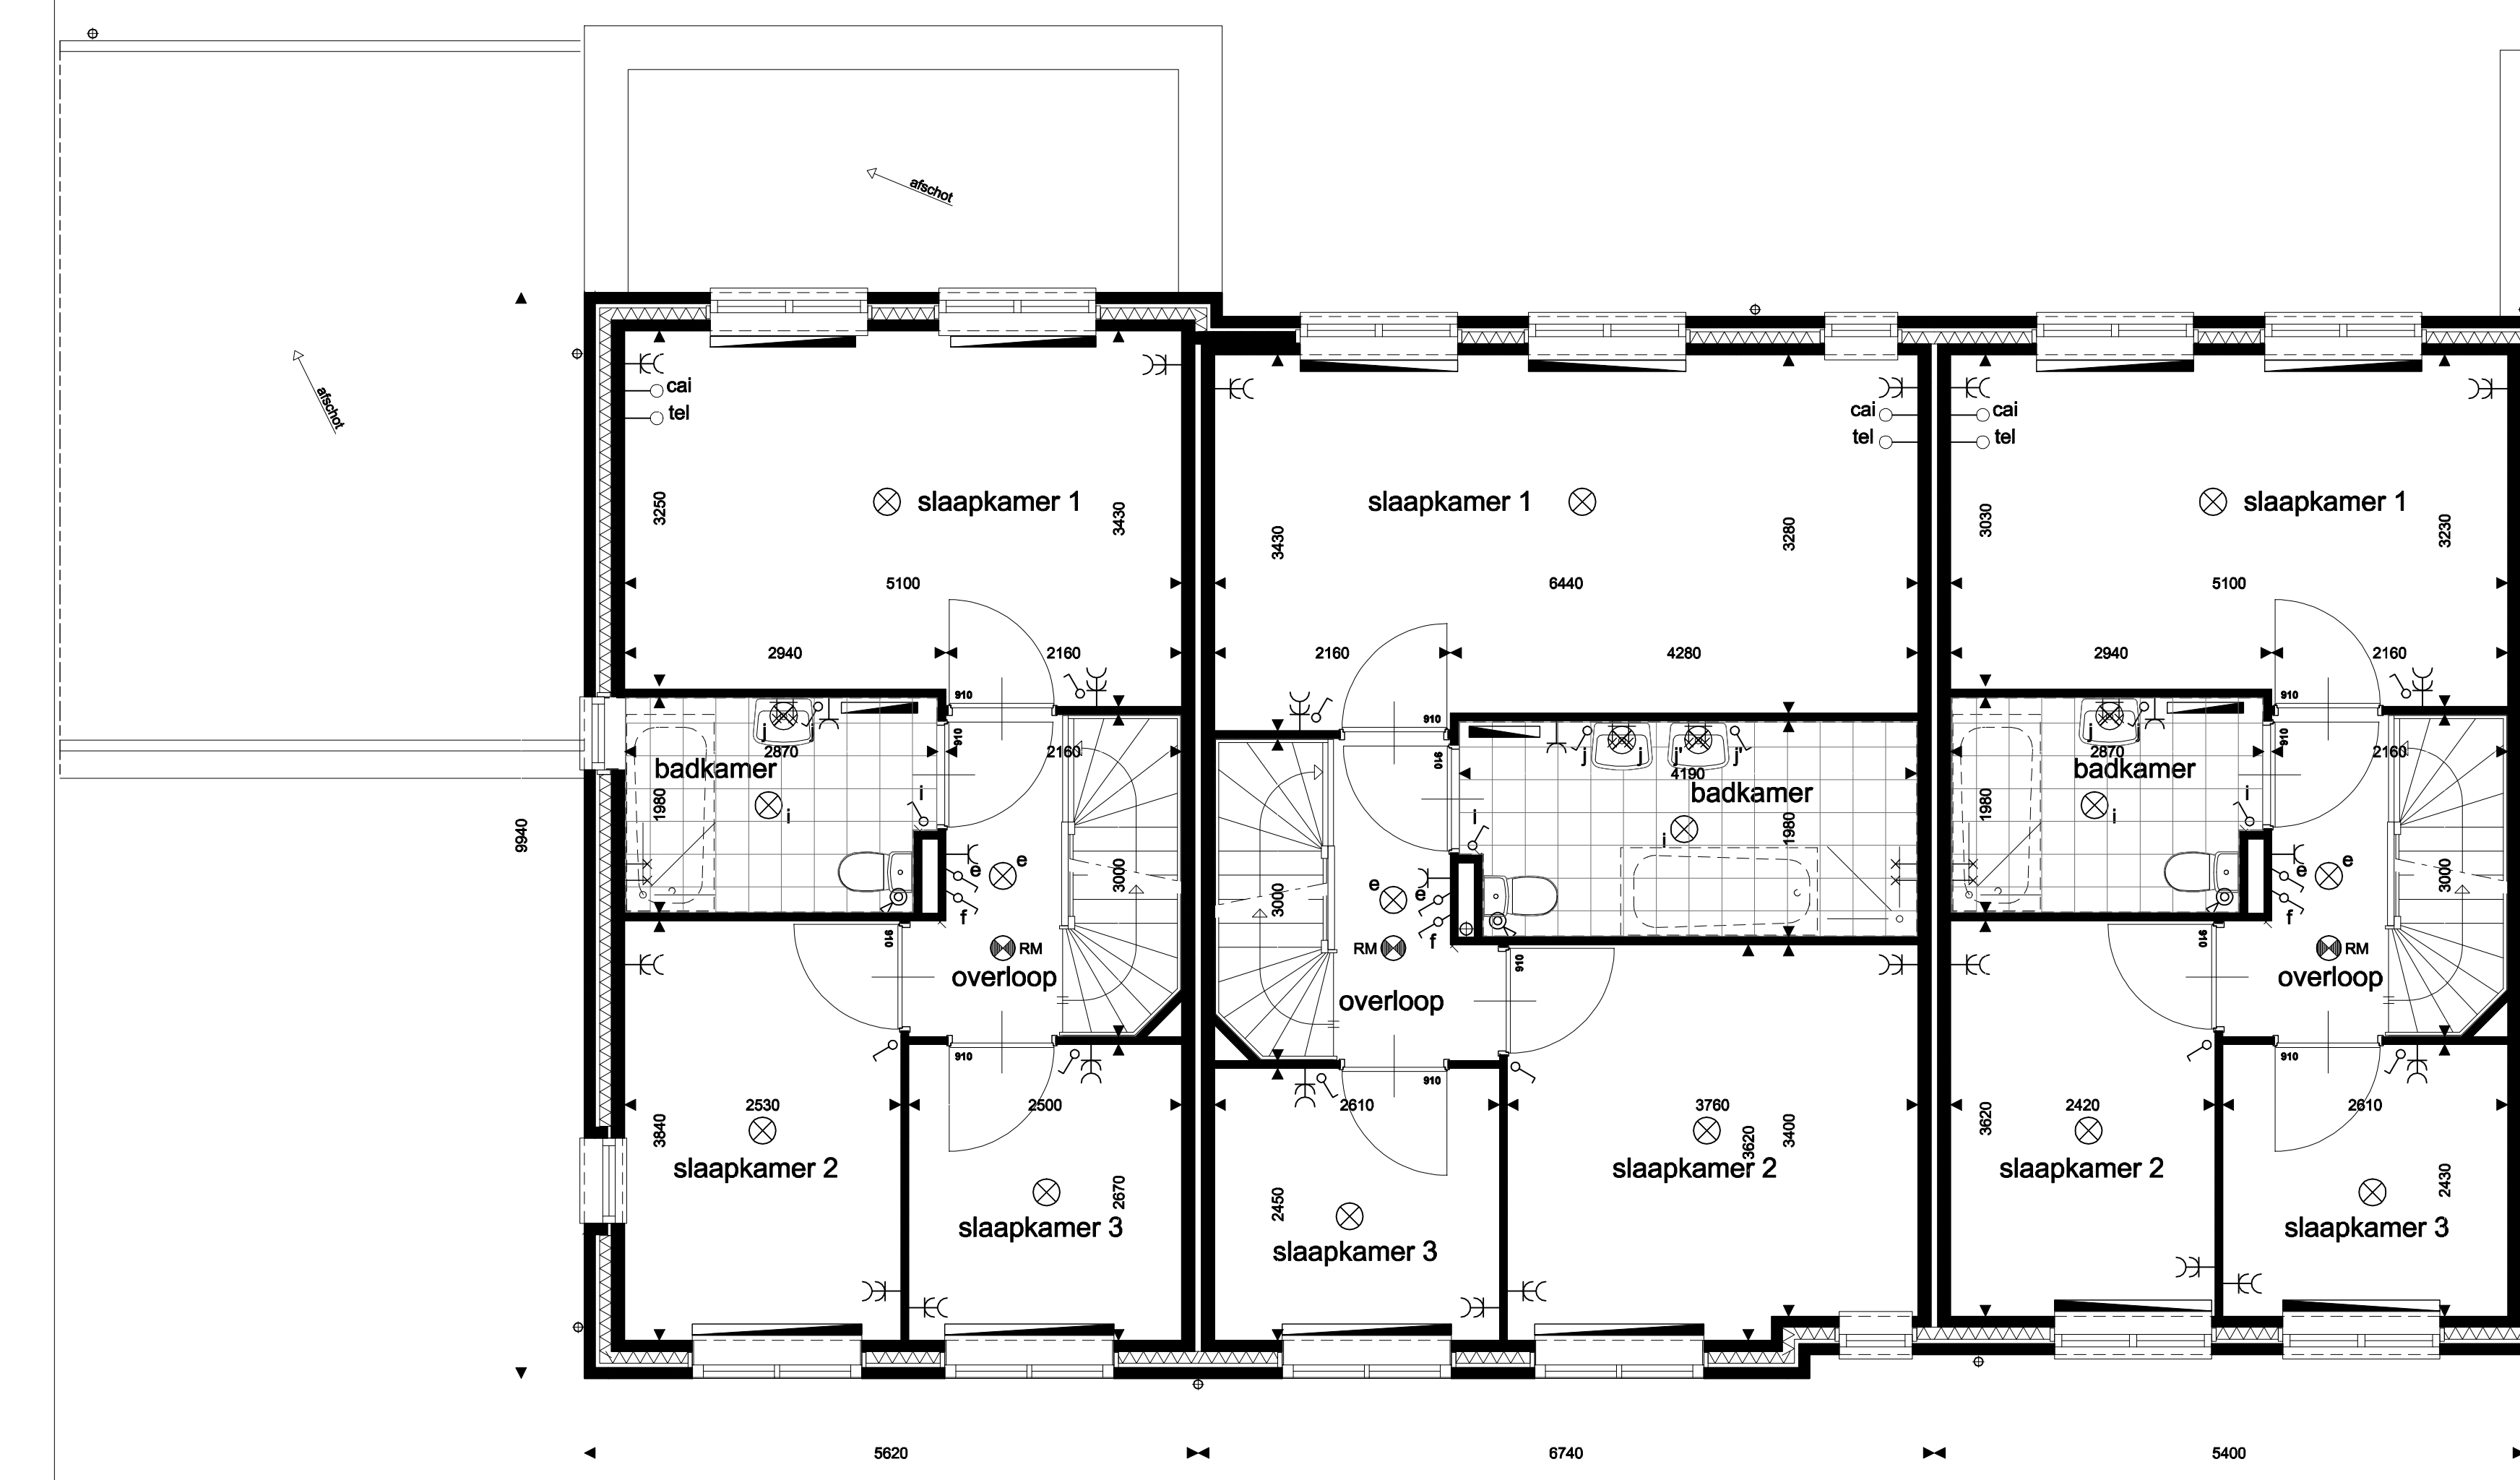 afschot
afschot
cai
tel
cai
tel
cai
tel
slaapkamer 1
slaapkamer 1
slaapkamer 1
3250
3430
3430
3280
3030
3230
5100
6440
5100
2940
2160
2160
4280
2940
2160
910
910
910
910
910
910
j
j
j
j
j'
j'
j
j
2870
2160
4190
2870
2160
badkamer
badkamer
badkamer
1980
1980
1980
i
i
i
i
i
i
9940
3000
3000
3000
e
e
f
e
e
f
e
e
f
910
910
910
RM
RM
RM
overloop
overloop
overloop
910
910
910
2530
2500
2610
3760
2420
2610
3840
3620
3400
3620
slaapkamer 2
slaapkamer 2
slaapkamer 2
2670
2450
2430
slaapkamer 3
slaapkamer 3
slaapkamer 3
5620
6740
5400